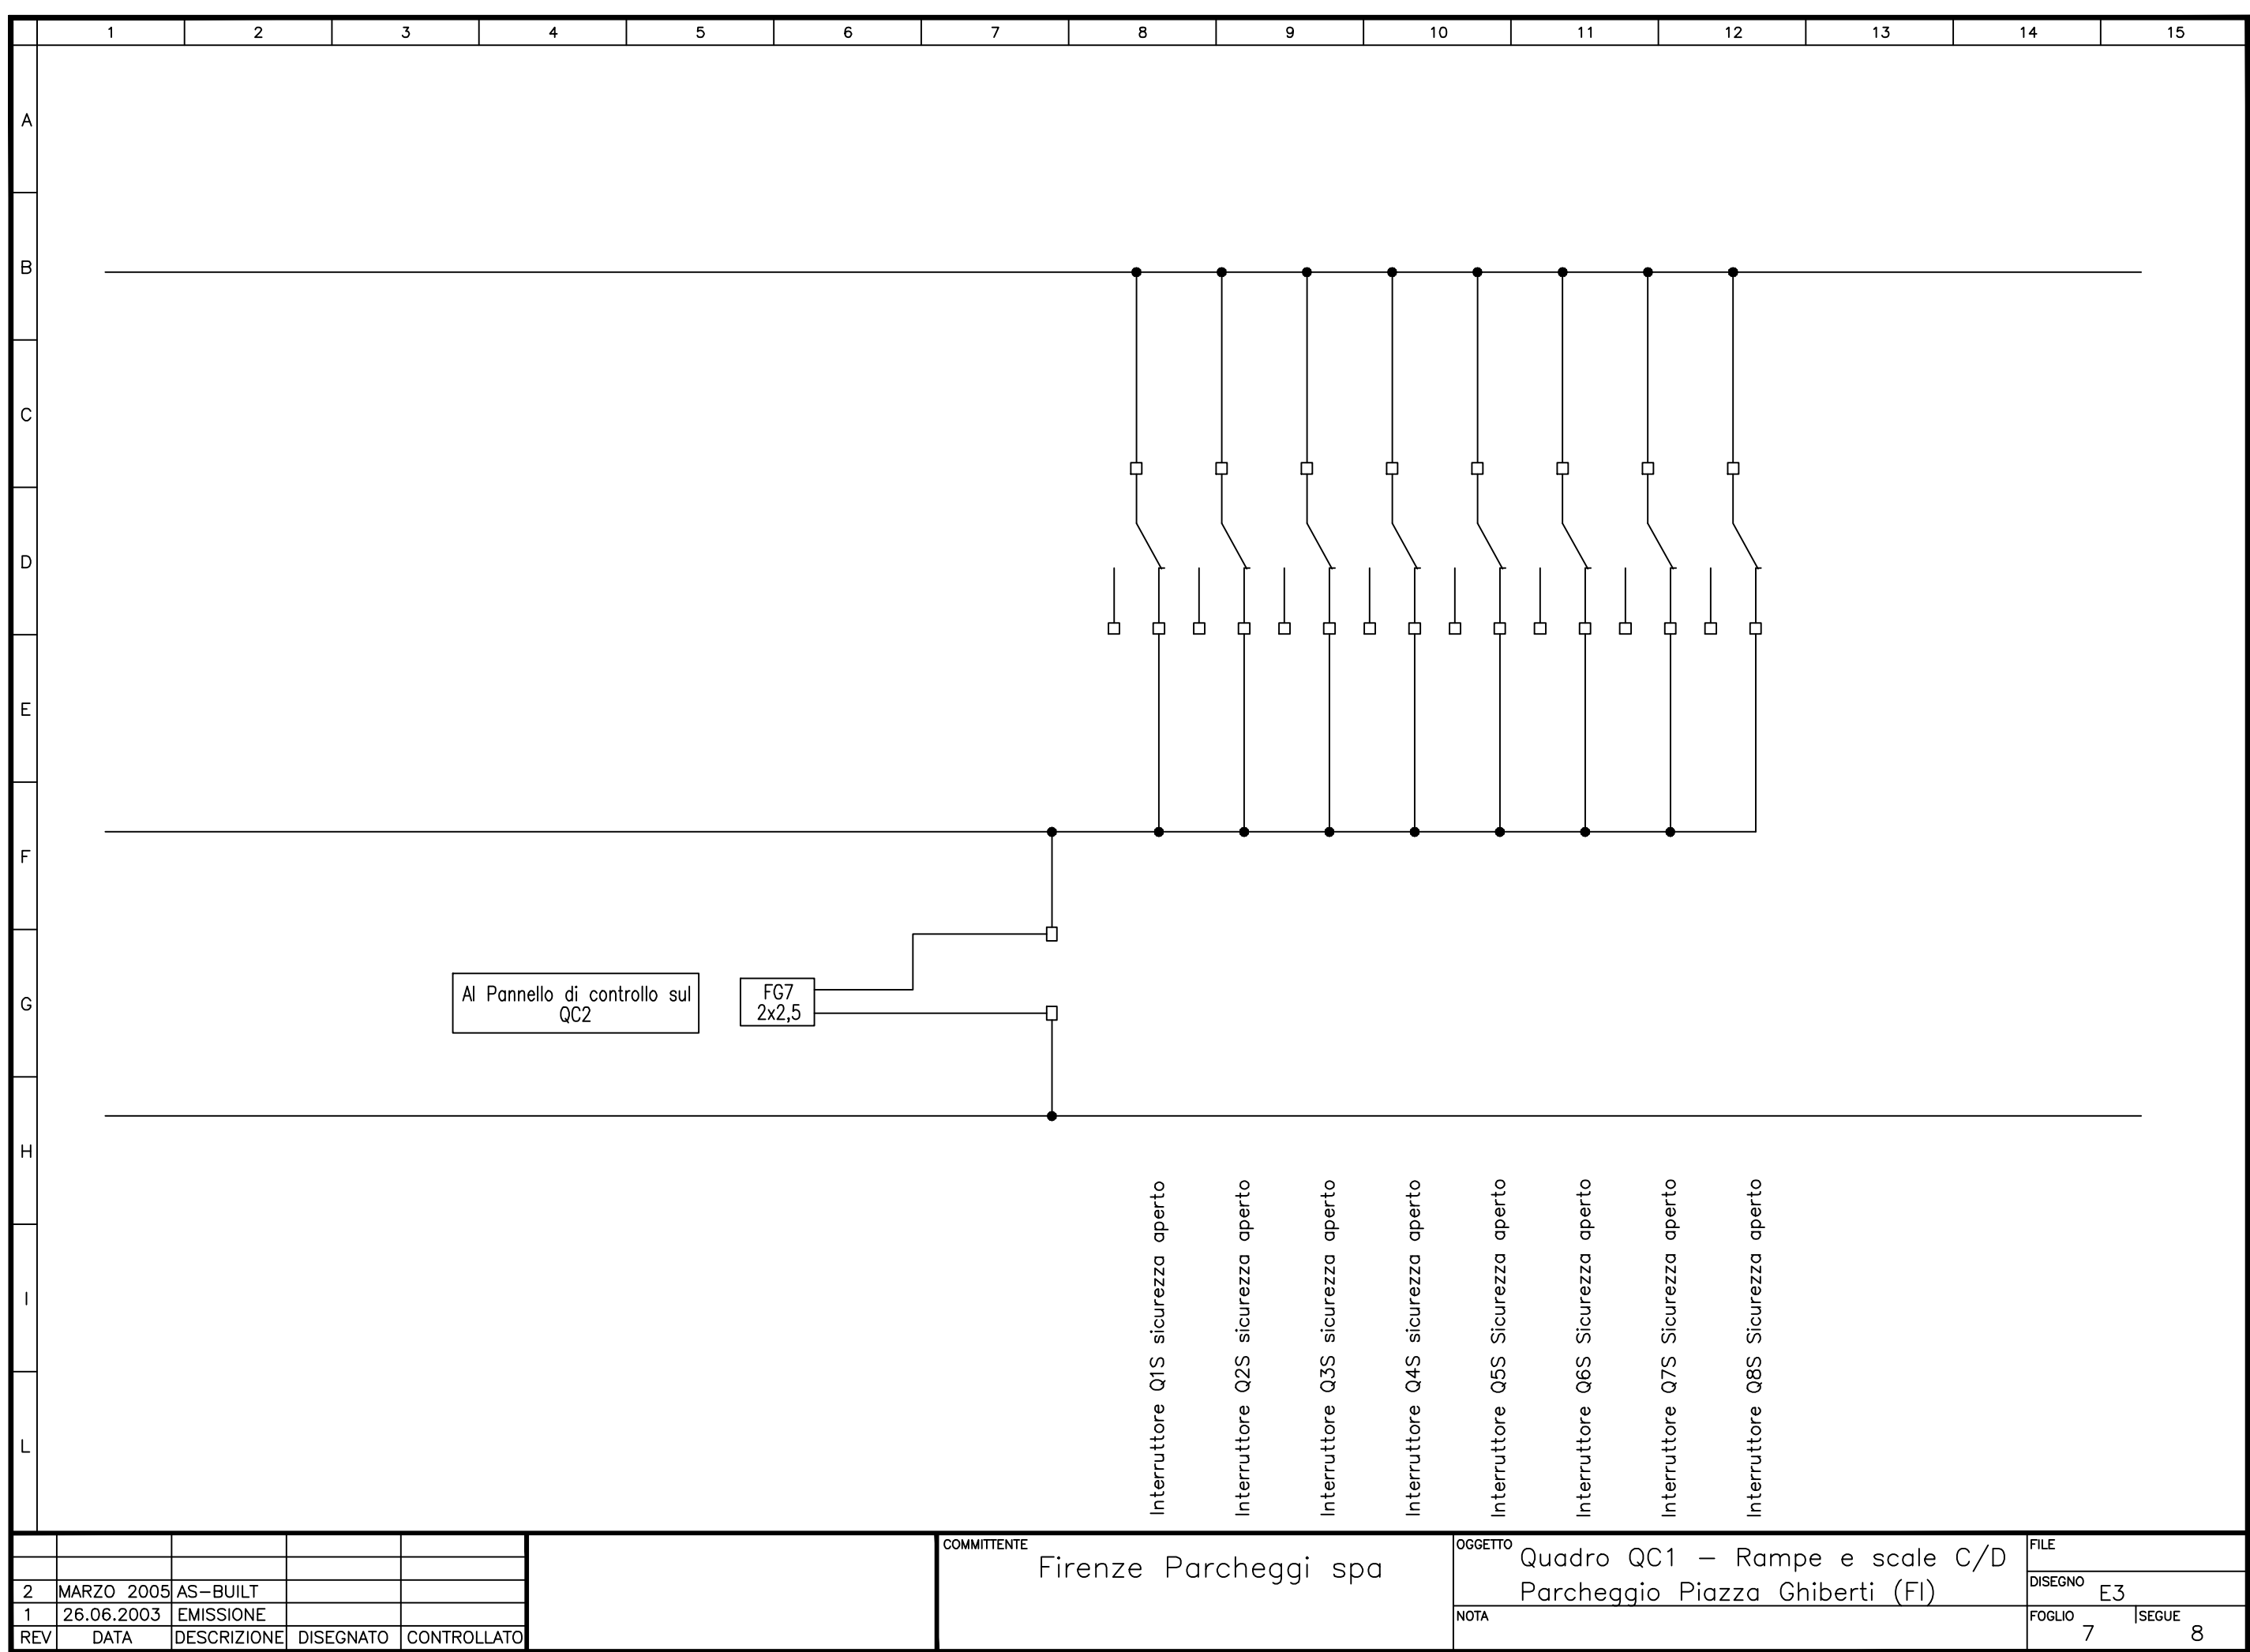 1 2 3 4 5 6 7 8 9 10 11 12 13 14 15
A
B
C
D
E
F
G
H
I
L
Al Pannello di controllo sul
QC2
FG7
2x2,5
Interruttore Q1S sicurezza aperto
Interruttore Q2S sicurezza aperto
Interruttore Q3S sicurezza aperto
Interruttore Q4S sicurezza aperto
Interruttore Q5S Sicurezza aperto
Interruttore Q6S Sicurezza aperto
Interruttore Q7S Sicurezza aperto
Interruttore Q8S Sicurezza aperto
2 MARZO 2005 AS-BUILT
1 26.06.2003 EMISSIONE
REV DATA DESCRIZIONE DISEGNATO CONTROLLATO
COMMITTENTE
Firenze Parcheggi spa
OGGETTO
Quadro QC1 – Rampe e scale C/D
Parcheggio Piazza Ghiberti (FI)
NOTA
FILE
DISEGNO
E3
FOGLIO
7
SEGUE
8